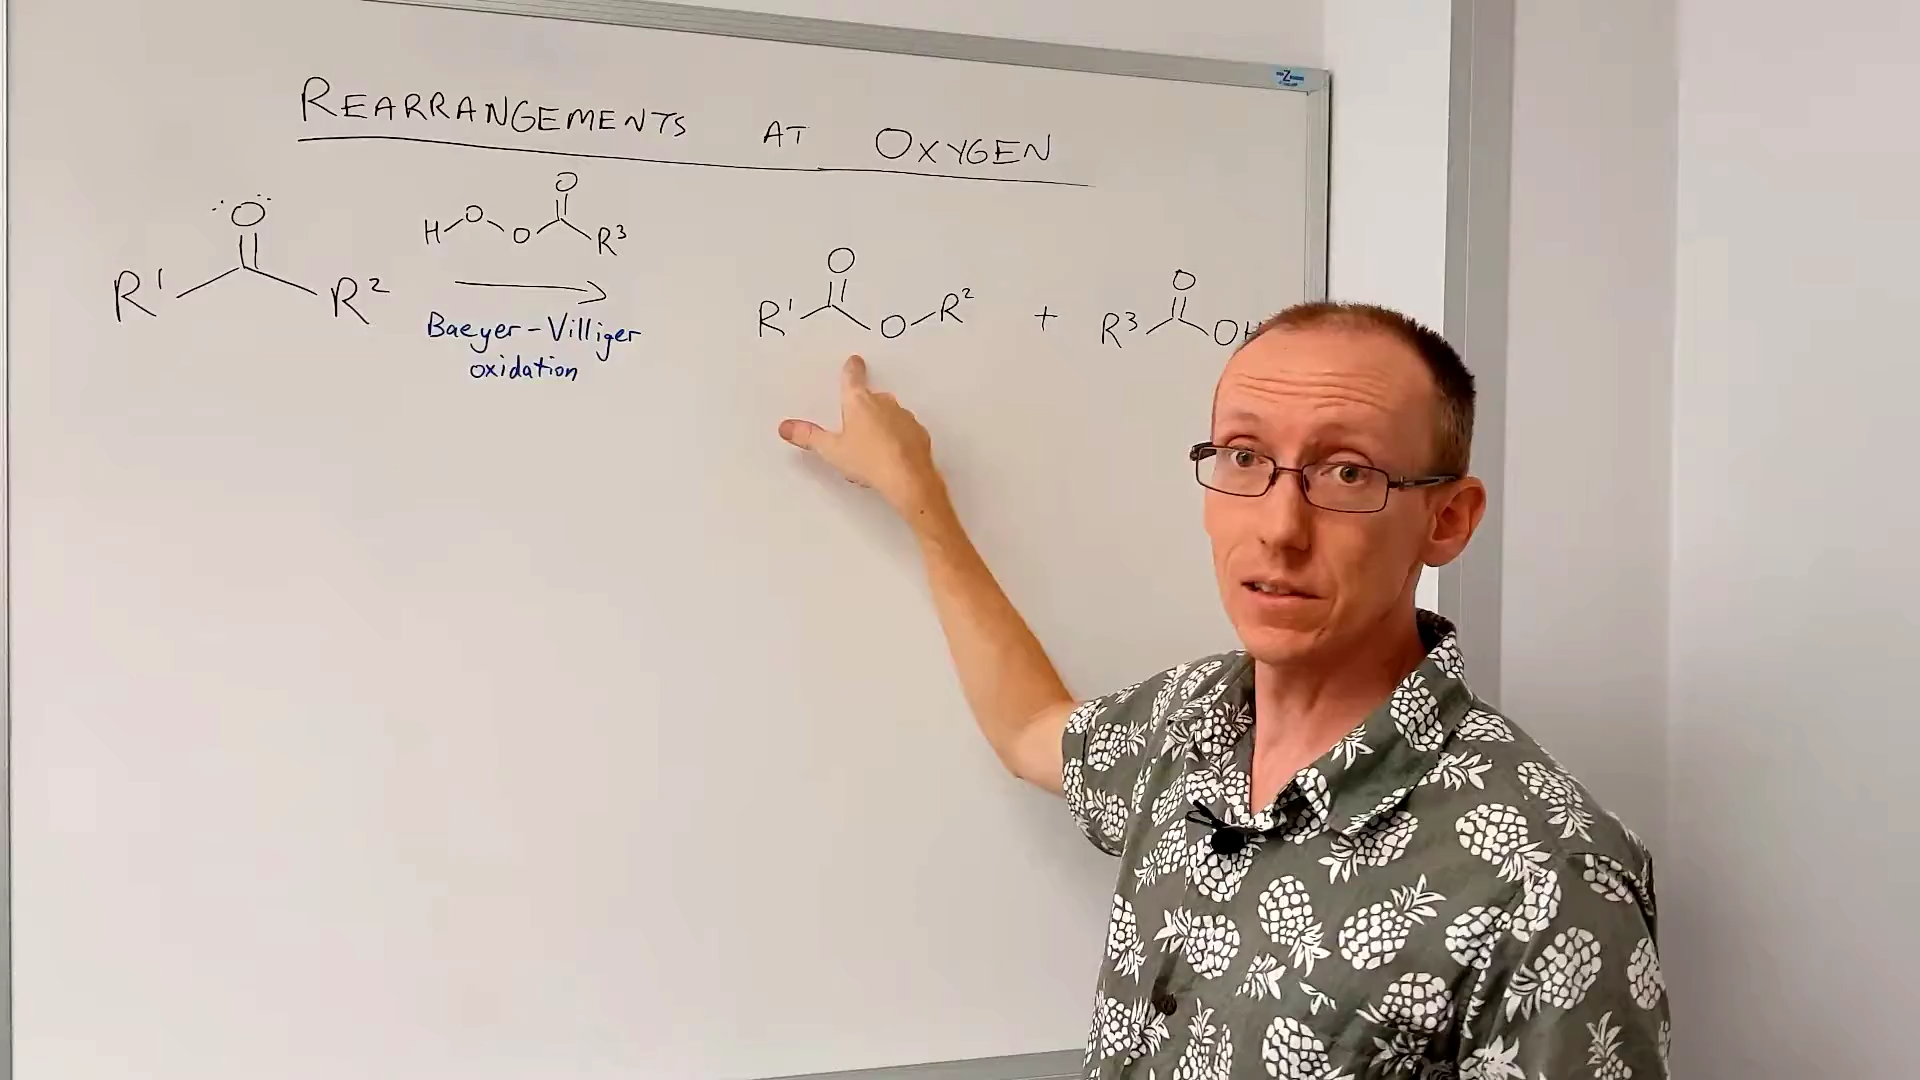 REARRANGEMENTS AT OXYGEN
O
H O O R³
R¹ R²
Baeyer-Villiger
oxidation
O
R¹ O R²
+
O
R³ OH